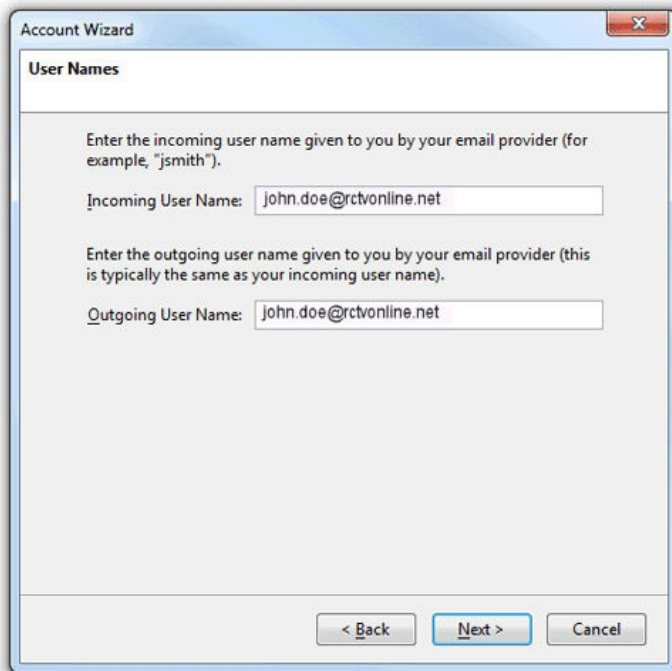 Account Wizard
User Names
Enter the incoming user name given to you by your email provider (for
example, "jsmith").
Incoming User Name: john.doe@rctvonline.net
Enter the outgoing user name given to you by your email provider (this
is typically the same as your incoming user name).
Outgoing User Name: john.doe@rctvonline.net
< Back Next > Cancel